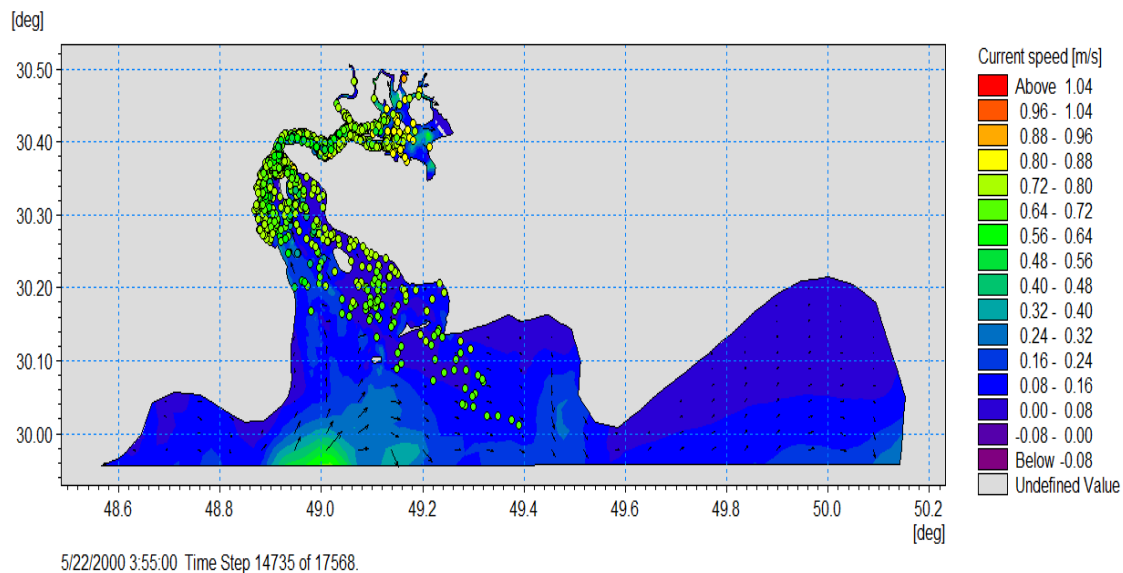 [deg]
30.50
30.40
30.30
30.20
30.10
30.00
48.6 48.8 49.0 49.2 49.4 49.6 49.8 50.0 50.2
[deg]
5/22/2000 3:55:00 Time Step 14735 of 17568.
Current speed [m/s]
Above 1.04
0.96 - 1.04
0.88 - 0.96
0.80 - 0.88
0.72 - 0.80
0.64 - 0.72
0.56 - 0.64
0.48 - 0.56
0.40 - 0.48
0.32 - 0.40
0.24 - 0.32
0.16 - 0.24
0.08 - 0.16
0.00 - 0.08
-0.08 - 0.00
Below -0.08
Undefined Value